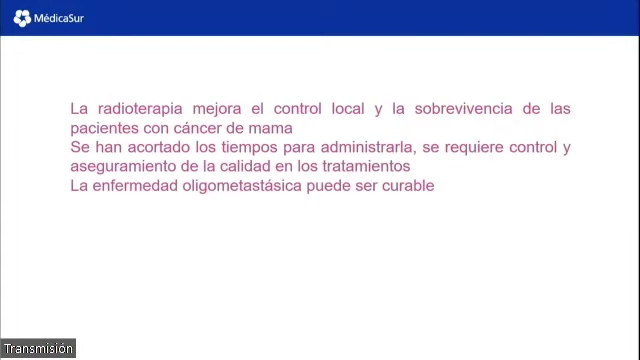 MédicaSur
La radioterapia mejora el control local y la sobrevivencia de las
pacientes con cáncer de mama
Se han acortado los tiempos para administrarla, se requiere control y
aseguramiento de la calidad en los tratamientos
La enfermedad oligometastásica puede ser curable
Transmisión